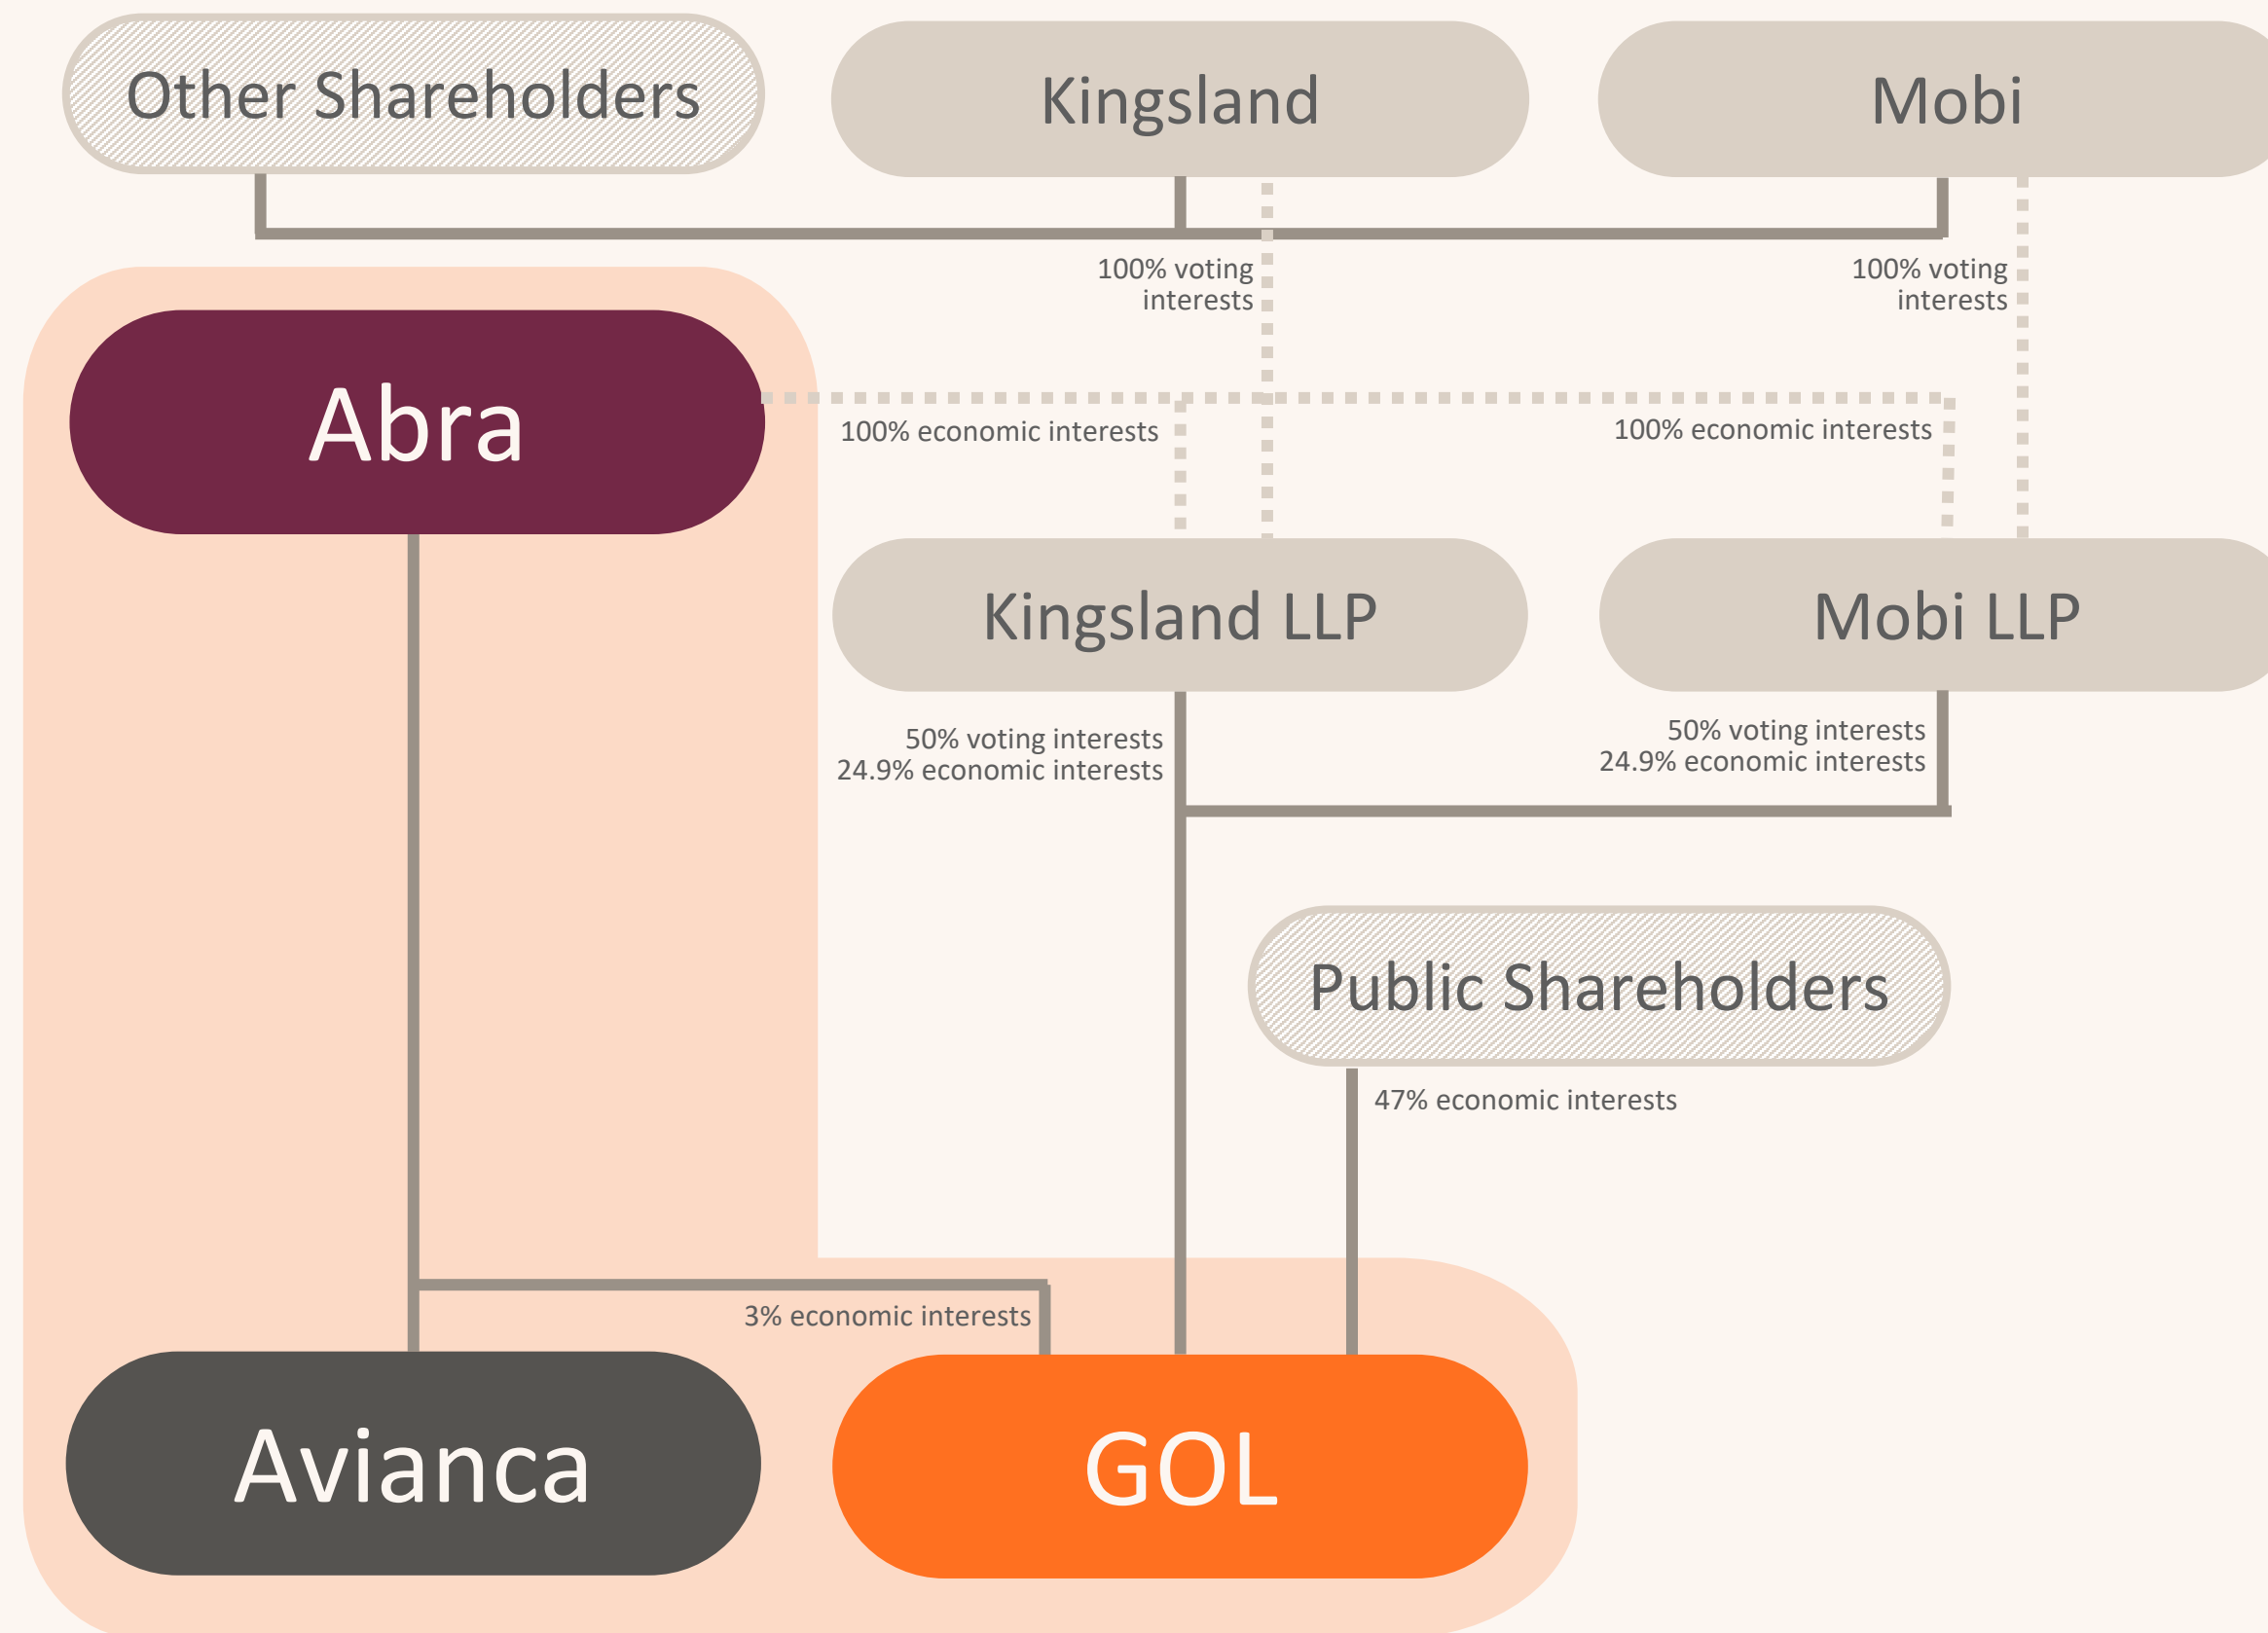 Other Shareholders
Kingsland
Mobi
100% voting
interests
100% voting
interests
Abra
100% economic interests
100% economic interests
Kingsland LLP
Mobi LLP
50% voting interests
24.9% economic interests
50% voting interests
24.9% economic interests
Public Shareholders
47% economic interests
3% economic interests
Avianca
GOL